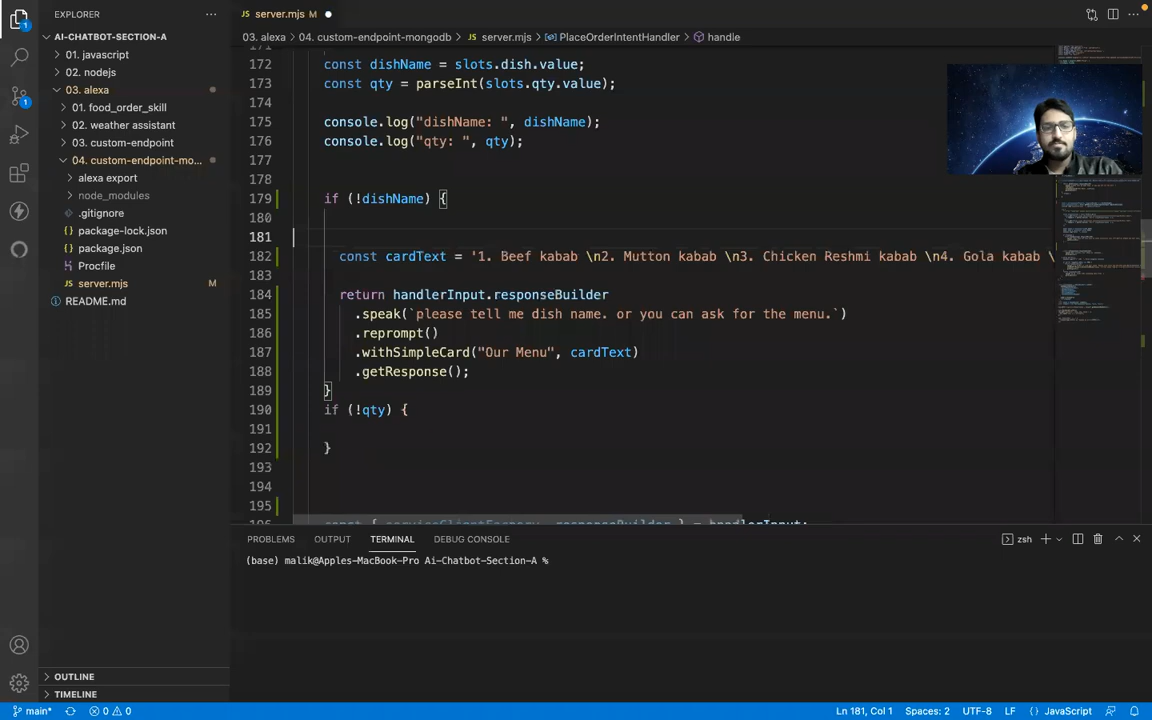 EXPLORER
server.mjs M
AI-CHATBOT-SECTION-A
01. javascript
02. nodejs
03. alexa
01. food_order_skill
02. weather assistant
03. custom-endpoint
04. custom-endpoint-mo...
alexa export
node_modules
.gitignore
package-lock.json
package.json
Procfile
server.mjs M
README.md
OUTLINE
TIMELINE
03. alexa > 04. custom-endpoint-mongodb > server.mjs > PlaceOrderIntentHandler > handle
172 const dishName = slots.dish.value;
173 const qty = parseInt(slots.qty.value);
174
175 console.log("dishName: ", dishName);
176 console.log("qty: ", qty);
177
178
179 if (!dishName) {
180
181
182 const cardText = '1. Beef kabab \n2. Mutton kabab \n3. Chicken Reshmi kabab \n4. Gola kabab \
183
184 return handlerInput.responseBuilder
185 .speak(`please tell me dish name. or you can ask for the menu.`)
186 .reprompt()
187 .withSimpleCard("Our Menu", cardText)
188 .getResponse();
189 }
190 if (!qty) {
191
192 }
193
194
195
PROBLEMS OUTPUT TERMINAL DEBUG CONSOLE
zsh
(base) malik@Apples-MacBook-Pro Ai-Chatbot-Section-A %
main* 0 0
Ln 181, Col 1 Spaces: 2 UTF-8 LF JavaScript